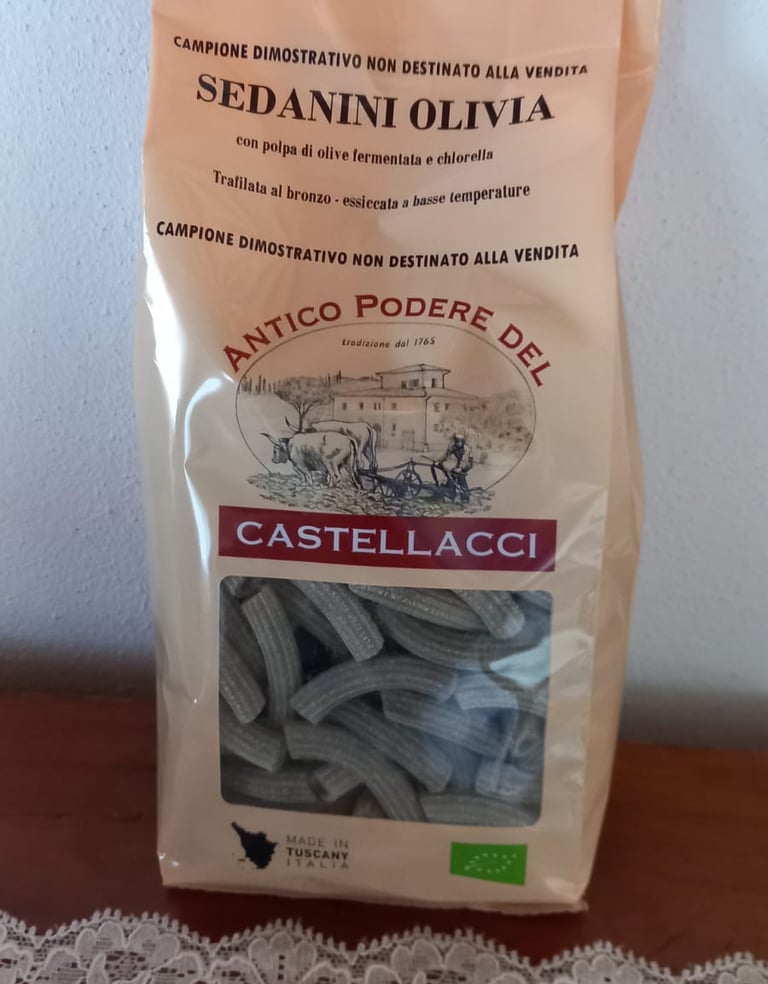 CAMPIONE DIMOSTRATIVO NON DESTINATO ALLA VENDITA
SEDANINI OLIVIA
con polpa di olive fermentata e chlorella
Trafilata al bronzo - essiccata a basse temperature
CAMPIONE DIMOSTRATIVO NON DESTINATO ALLA VENDITA
ANTICO PODERE DEL
tradizione dal 1765
CASTELLACCI
MADE IN
TUSCANY
ITALIA